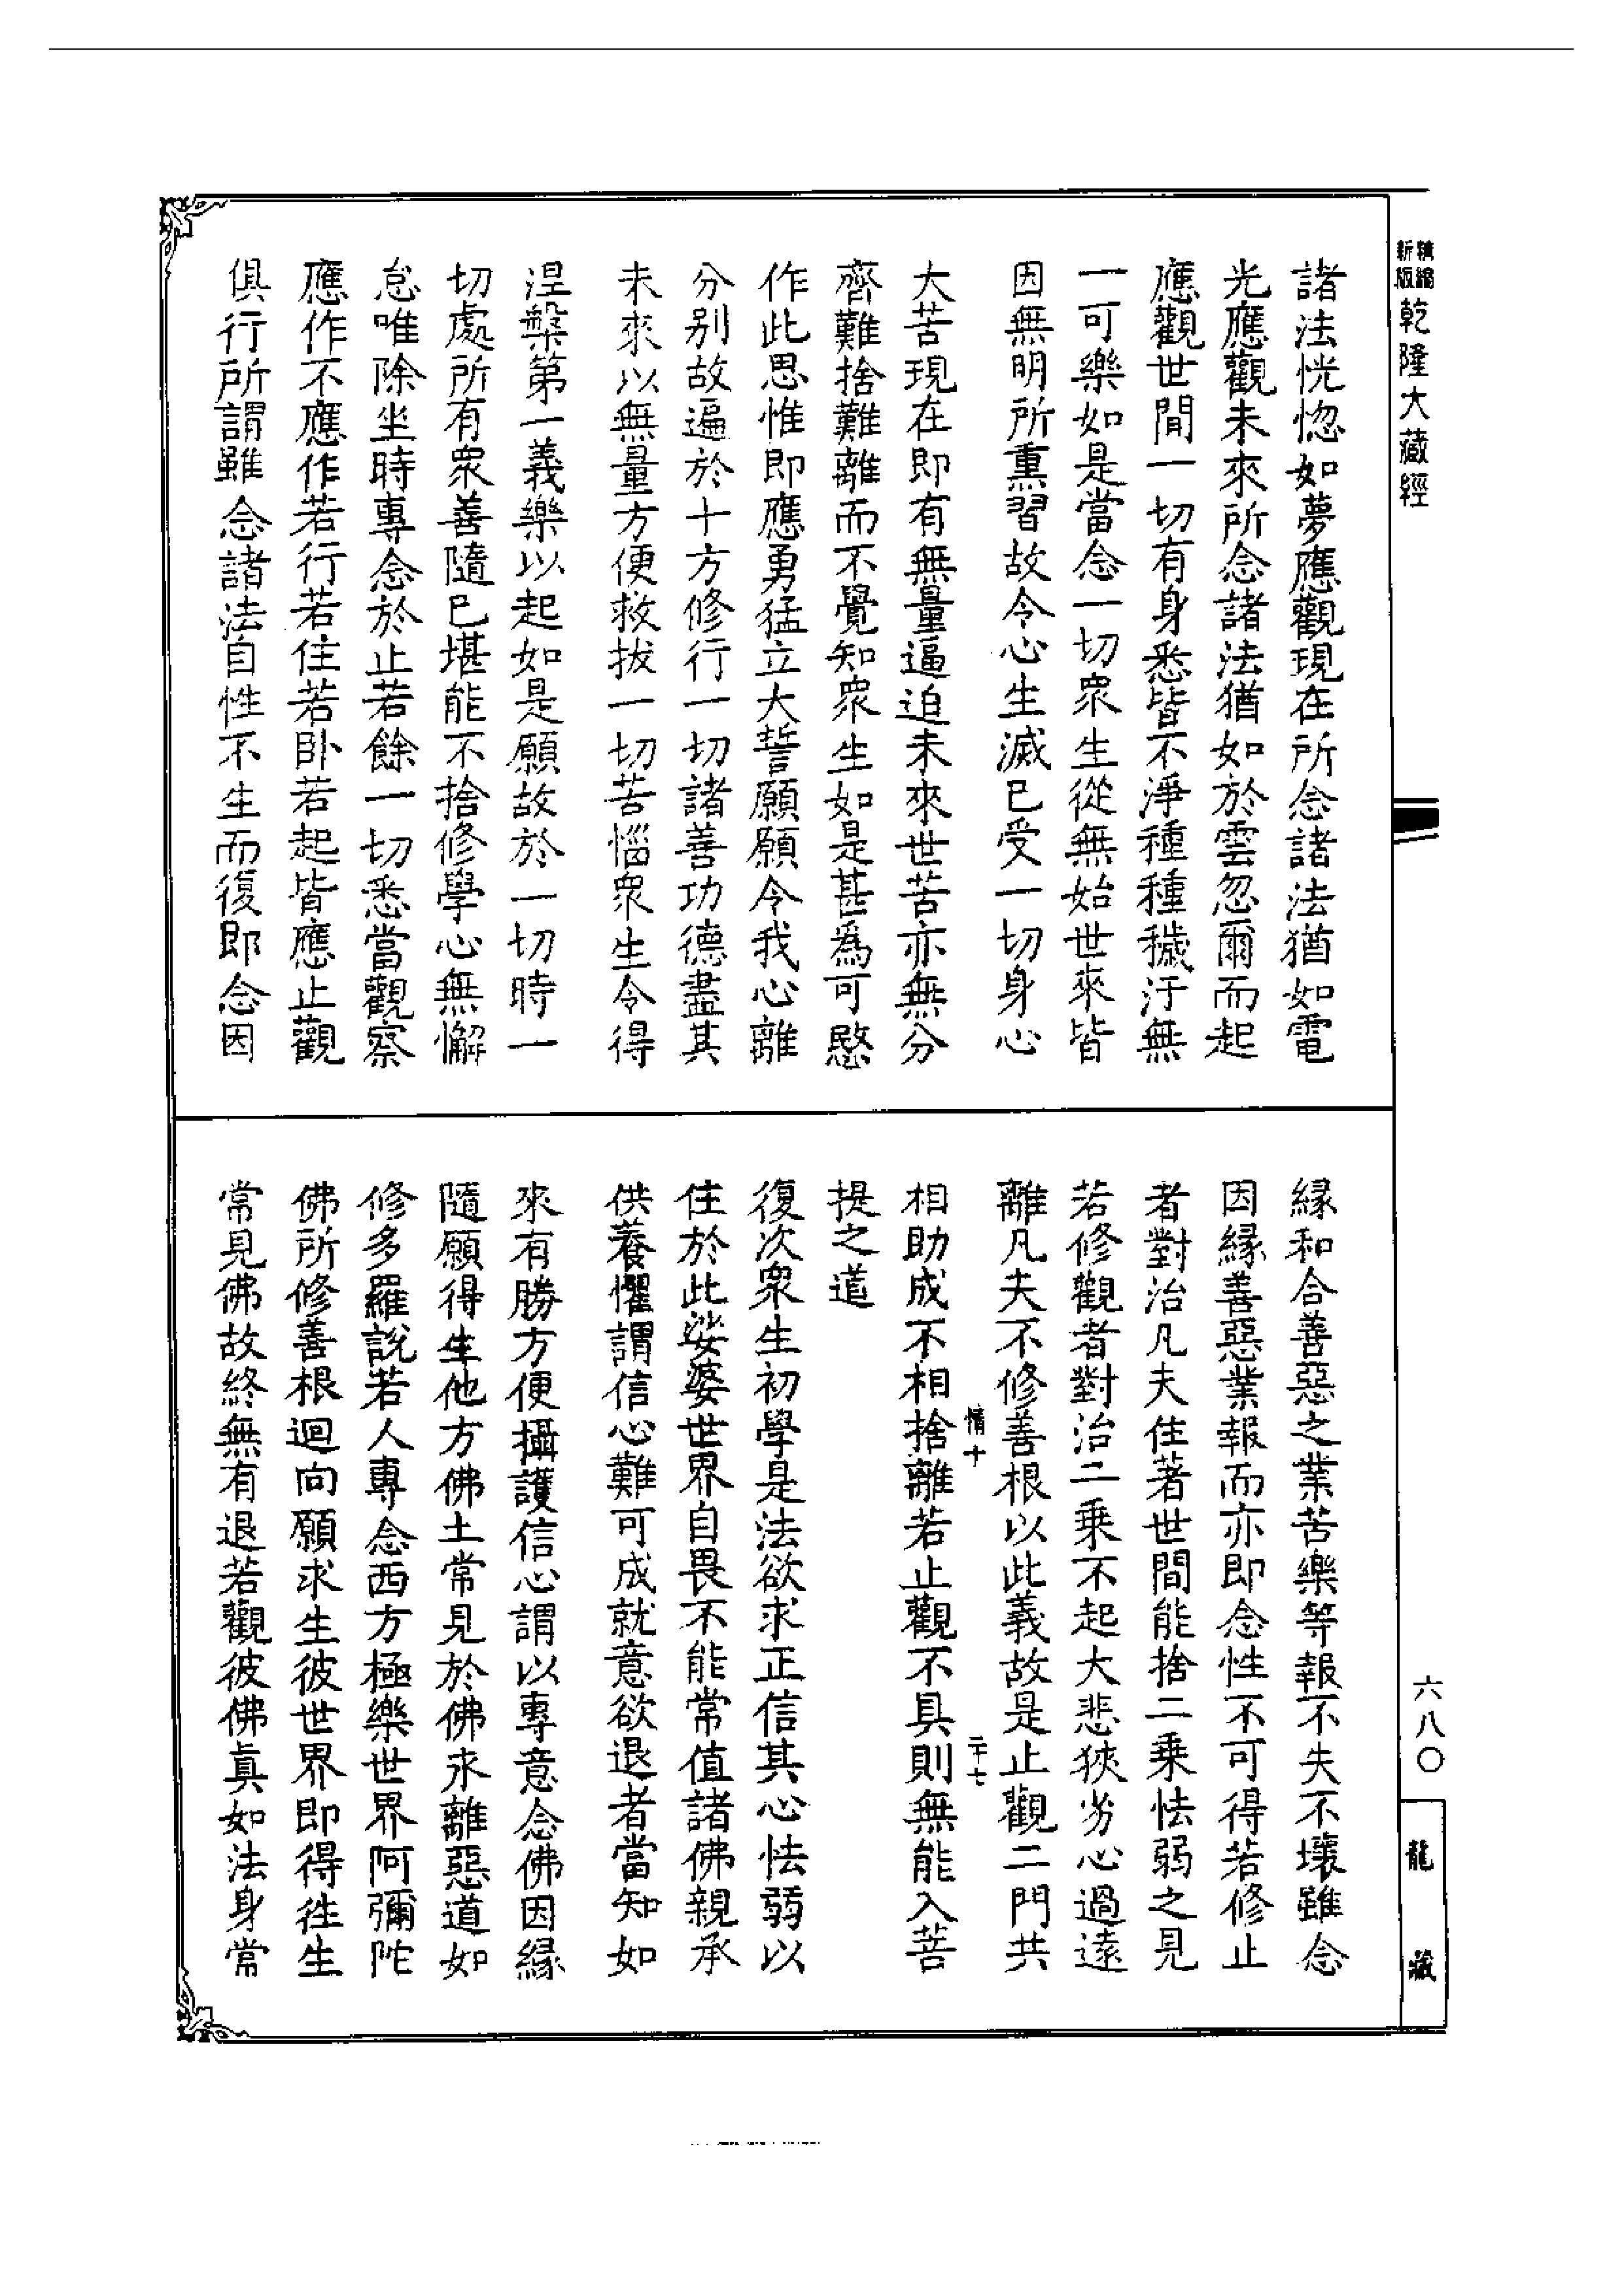 新版精縮乾隆大藏經
諸法恍惚如夢應觀現在所念諸法猶如電
光應觀未來所念諸法猶如於雲忽爾而起
應觀世間一切有身悉皆不淨種種穢汙無
一可樂如是當念一切眾生從無始世來皆
因無明所熏習故令心生滅已受一切身心
大苦現在即有無量逼迫未來世苦亦無分
齊難捨難離而不覺知眾生如是甚為可愍
作此思惟即應勇猛立大誓願願令我心離
分別故遍於十方修行一切諸善功德盡其
未來以無量方便救拔一切苦惱眾生令得
涅槃第一義樂以起如是願故於一切時一
切處所有眾善隨已堪能不捨修學心無懈
怠唯除坐時專念於止若餘一切悉當觀察
應作不應作若行若住若卧若起皆應止觀
俱行所謂雖念諸法自性不生而復即念因
緣和合善惡之業苦樂等報不失不壞雖念
因緣善惡業報而亦即念性不可得若修止
者對治凡夫住著世間能捨二乘怯弱之見
若修觀者對治二乘不起大悲狹劣心過遠
離凡夫不修善根以此義故是止觀二門共
情十 二十七
相助成不相捨離若止觀不具則無能入菩
提之道
復次眾生初學是法欲求正信其心怯弱以
住於此娑婆世界自畏不能常值諸佛親承
供養懼謂信心難可成就意欲退者當知如
來有勝方便攝護信心謂以專意念佛因緣
隨願得生他方佛土常見於佛永離惡道如
修多羅說若人專念西方極樂世界阿彌陀
佛所修善根迴向願求生彼世界即得往生
常見佛故終無有退若觀彼佛真如法身常
六八〇
龍藏